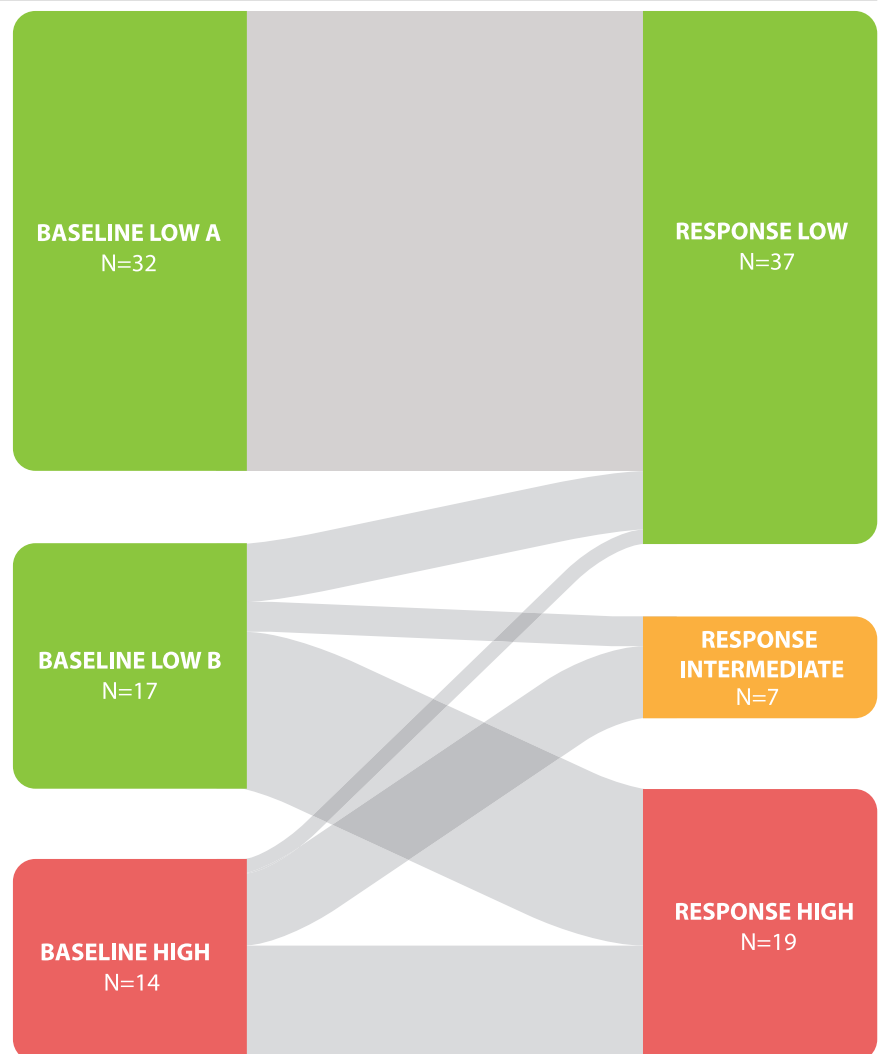 BASELINE LOW A
N=32
RESPONSE LOW
N=37
BASELINE LOW B
N=17
RESPONSE
INTERMEDIATE
N=7
BASELINE HIGH
N=14
RESPONSE HIGH
N=19